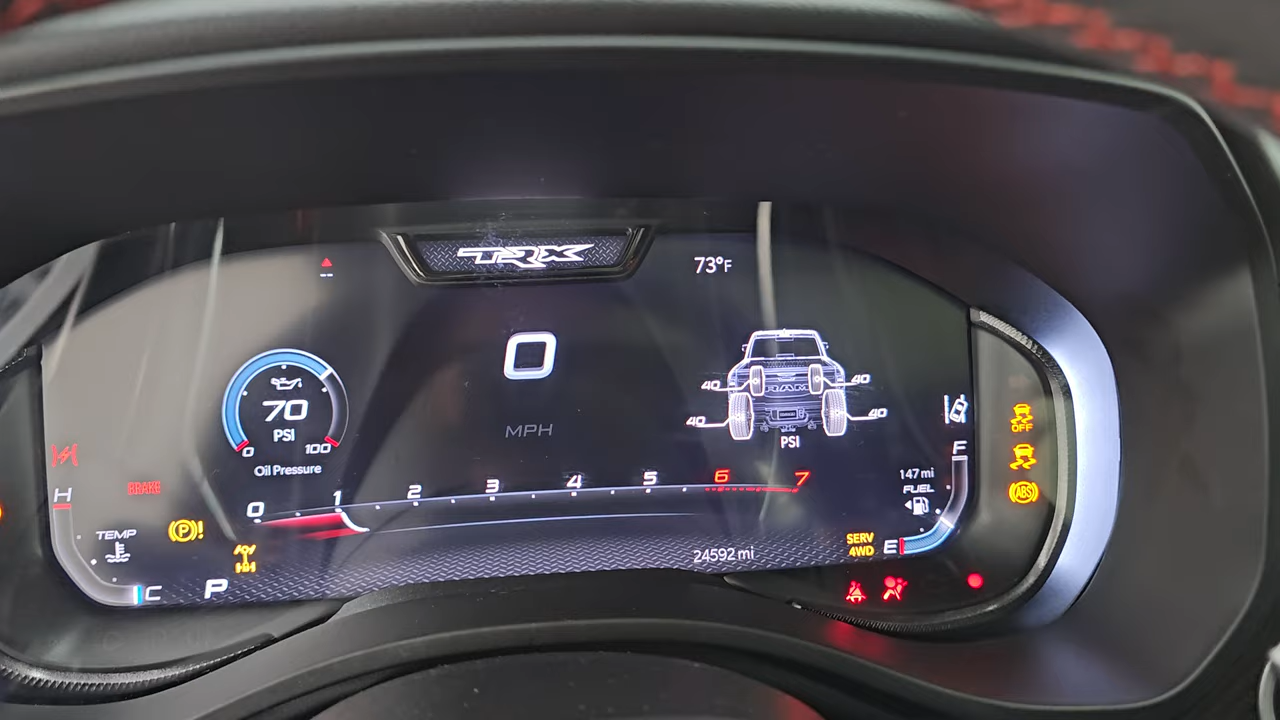 TRX
73°F
0
MPH
70
PSI
0 100
Oil Pressure
40 40
40 40
RAM
PSI
0 1 2 3 4 5 6 7
BRAKE
H
TEMP
C
P!
P
24592 mi
147 mi
FUEL
F
E
SERV
4WD
OFF
ABS